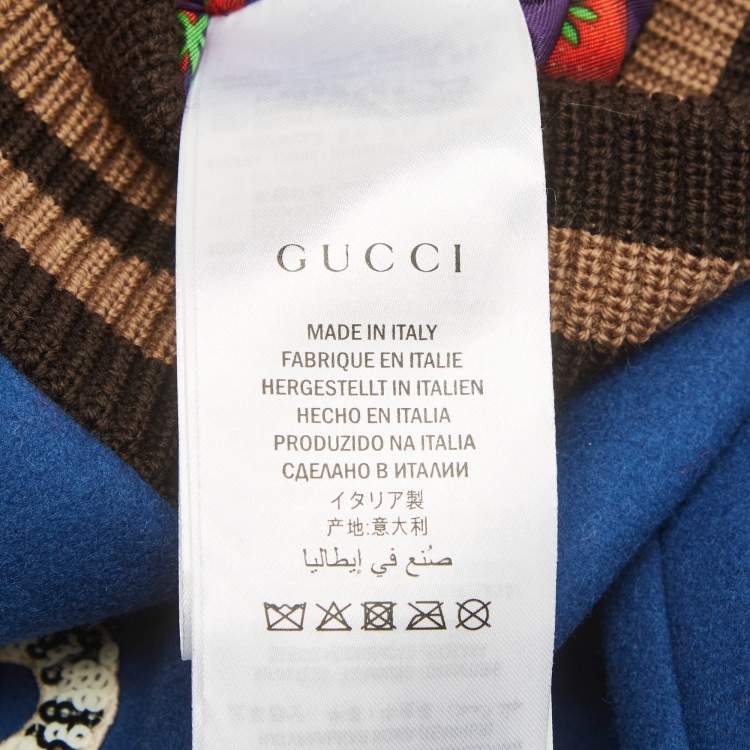 GUCCI
MADE IN ITALY
FABRIQUE EN ITALIE
HERGESTELLT IN ITALIEN
HECHO EN ITALIA
PRODUZIDO NA ITALIA
СДЕЛАНО В ИТАЛИИ
イタリア製
产地:意大利
صُنع في إيطاليا